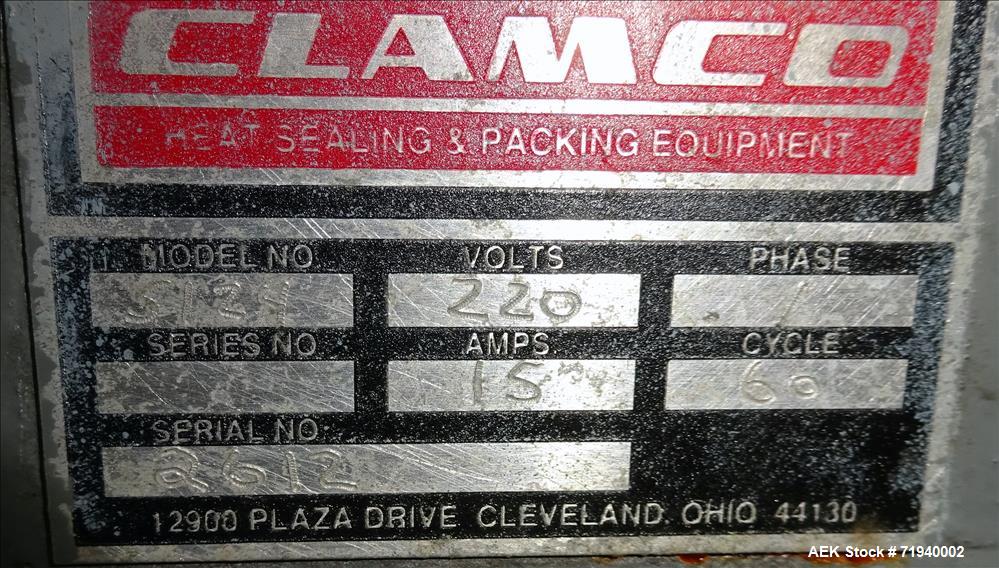 CLAMCO
HEAT SEALING & PACKING EQUIPMENT
MODEL NO VOLTS PHASE
220 1
SERIES NO AMPS CYCLE
15 60
SERIAL NO.
2612
12900 PLAZA DRIVE CLEVELAND. OHIO 44130
AEK Stock # 71940002